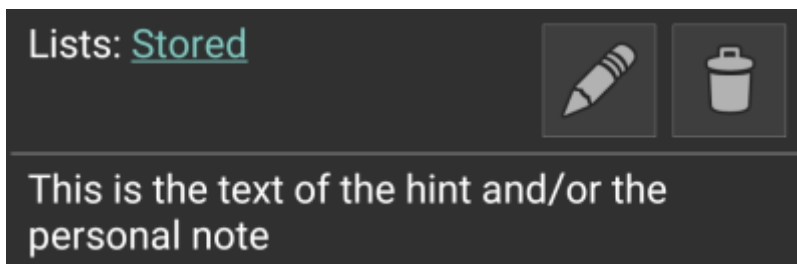 Lists: Stored
This is the text of the hint and/or the
personal note